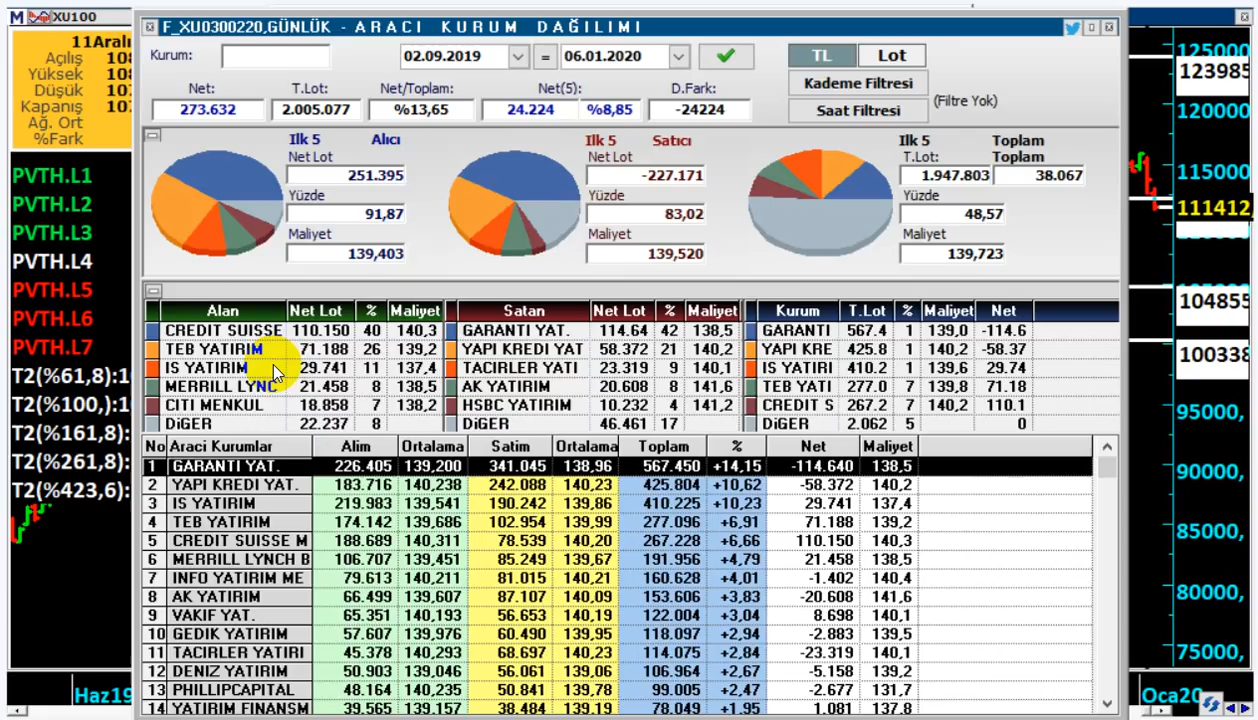 M XU100
11Aralı
Açılış 108
Yüksek 108
Düşük 107
Kapanış 107
Ağ. Ort
%Fark
PVTH.L1
PVTH.L2
PVTH.L3
PVTH.L4
PVTH.L5
PVTH.L6
PVTH.L7
T2(%61,8):1
T2(%100,):1
T2(%161,8):
T2(%261,8):
T2(%423,6):
Haz19
F_XU0300220,GÜNLÜK - ARACI KURUM DAĞILIMI
Kurum: 02.09.2019 = 06.01.2020 TL Lot
Kademe Filtresi
Saat Filtresi (Filtre Yok)
Net: T.Lot: Net/Toplam: Net(5): D.Fark:
273.632 2.005.077 %13,65 24.224 %8,85 -24224
Ilk 5 Alıcı
Net Lot
251.395
Yüzde
91,87
Maliyet
139,403
Ilk 5 Satıcı
Net Lot
-227.171
Yüzde
83,02
Maliyet
139,520
Ilk 5 Toplam
T.Lot: Toplam
1.947.803 38.067
Yüzde
48,57
Maliyet
139,723
Alan Net Lot % Maliyet Satan Net Lot % Maliyet Kurum T.Lot % Maliyet Net
CREDIT SUISSE 110.150 40 140,3 GARANTI YAT. 114.64 42 138,5 GARANTI 567.4 1 139,0 -114.6
TEB YATIRIM 71.188 26 139,2 YAPI KREDI YAT 58.372 21 140,2 YAPI KRE 425.8 1 140,2 -58.37
IS YATIRIM 29.741 11 137,4 TACIRLER YATI 23.319 9 140,1 IS YATIRI 410.2 1 139,6 29.74
MERRILL LYNC 21.458 8 138,5 AK YATIRIM 20.608 8 141,6 TEB YATI 277.0 7 139,8 71.18
CITI MENKUL 18.858 7 138,2 HSBC YATIRIM 10.232 4 141,2 CREDIT S 267.2 7 140,2 110.1
DiGER 22.237 8 DiGER 46.461 17 DiGER 2.062 5 0
No Araci Kurumlar Alim Ortalama Satim Ortalama Toplam % Net Maliyet
1 GARANTI YAT. 226.405 139,200 341.045 138,96 567.450 +14,15 -114.640 138,5
2 YAPI KREDI YAT. 183.716 140,238 242.088 140,23 425.804 +10,62 -58.372 140,2
3 IS YATIRIM 219.983 139,541 190.242 139,86 410.225 +10,23 29.741 137,4
4 TEB YATIRIM 174.142 139,686 102.954 139,99 277.096 +6,91 71.188 139,2
5 CREDIT SUISSE M 188.689 140,311 78.539 140,20 267.228 +6,66 110.150 140,3
6 MERRILL LYNCH B 106.707 139,451 85.249 139,67 191.956 +4,79 21.458 138,5
7 INFO YATIRIM ME 79.613 140,211 81.015 140,21 160.628 +4,01 -1.402 140,4
8 AK YATIRIM 66.499 139,607 87.107 140,09 153.606 +3,83 -20.608 141,6
9 VAKIF YAT. 65.351 140,193 56.653 140,19 122.004 +3,04 8.698 140,1
10 GEDIK YATIRIM 57.607 139,976 60.490 139,95 118.097 +2,94 -2.883 139,5
11 TACIRLER YATIRI 45.378 139,931 68.697 140,23 114.075 +2,84 -23.319 140,1
12 DENIZ YATIRIM 50.903 139,046 56.061 139,06 106.964 +2,67 -5.158 139,2
13 PHILLIPCAPITAL 48.164 140,235 50.841 139,78 99.005 +2,47 -2.677 131,7
14 YATIRIM FINANSM 39.565 139,157 38.484 139,19 78.049 +1,95 1.081 137,8
125000
123985
120000
115000
111412
104855
100338
95000,
90000,
85000,
80000,
75000,
Oca20